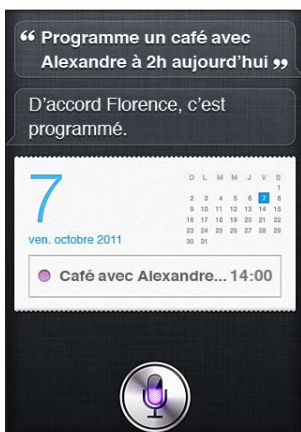 “ Programme un café avec
Alexandre à 2h aujourd’hui ”
D’accord Florence, c’est
programmé.
7
ven. octobre 2011
D L M M J V S
1
2 3 4 5 6 7 8
9 10 11 12 13 14 15
16 17 18 19 20 21 22
23 24 25 26 27 28 29
30 31
Café avec Alexandre... 14:00